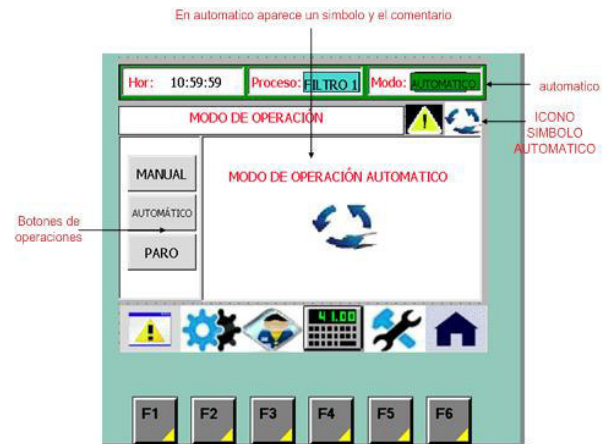 En automatico aparece un simbolo y el comentario
Hor: 10:59:59 Proceso: FILTRO 1 Modo: AUTOMATICO
automatico
MODO DE OPERACIÓN
ICONO
SIMBOLO
AUTOMATICO
MANUAL
MODO DE OPERACIÓN AUTOMATICO
AUTOMÁTICO
Botones de
operaciones
PARO
41.00
F1 F2 F3 F4 F5 F6